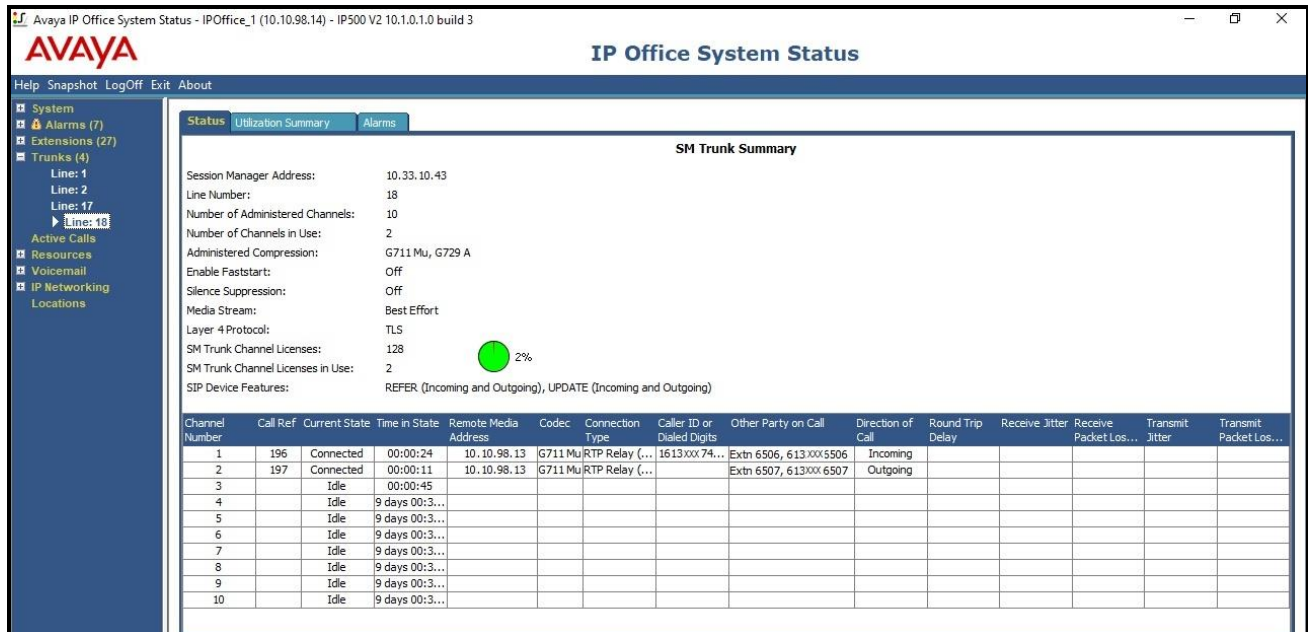 Avaya IP Office System Status - IPOffice_1 (10.10.98.14) - IP500 V2 10.1.0.1.0 build 3
AVAYA
IP Office System Status
Help Snapshot LogOff Exit About
System
Alarms (7)
Extensions (27)
Trunks (4)
Line: 1
Line: 2
Line: 17
Line: 18
Active Calls
Resources
Voicemail
IP Networking
Locations
Status Utilization Summary Alarms
SM Trunk Summary
Session Manager Address: 10.33.10.43
Line Number: 18
Number of Administered Channels: 10
Number of Channels in Use: 2
Administered Compression: G711 Mu, G729 A
Enable Faststart: Off
Silence Suppression: Off
Media Stream: Best Effort
Layer 4 Protocol: TLS
SM Trunk Channel Licenses: 128
2%
SM Trunk Channel Licenses in Use: 2
SIP Device Features: REFER (Incoming and Outgoing), UPDATE (Incoming and Outgoing)
Channel Number Call Ref Current State Time in State Remote Media Address Codec Connection Type Caller ID or Dialed Digits Other Party on Call Direction of Call Round Trip Delay Receive Jitter Receive Packet Los... Transmit Jitter Transmit Packet Los...
1 196 Connected 00:00:24 10.10.98.13 G711 Mu RTP Relay (... 1613XXX74... Extn 6506, 613XXX5506 Incoming
2 197 Connected 00:00:11 10.10.98.13 G711 Mu RTP Relay (... Extn 6507, 613XXX 6507 Outgoing
3 Idle 00:00:45
4 Idle 9 days 00:3...
5 Idle 9 days 00:3...
6 Idle 9 days 00:3...
7 Idle 9 days 00:3...
8 Idle 9 days 00:3...
9 Idle 9 days 00:3...
10 Idle 9 days 00:3...